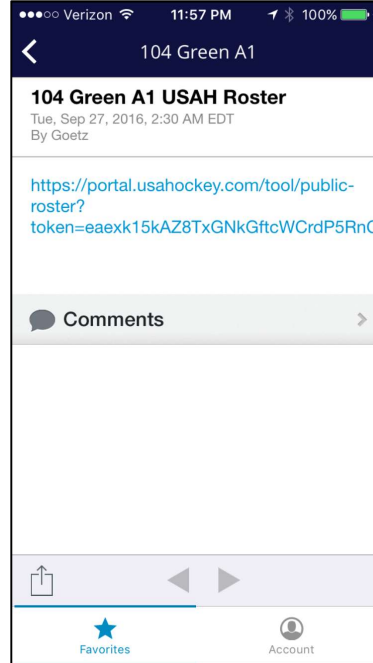 Verizon 11:57 PM 100%
104 Green A1
104 Green A1 USAH Roster
Tue, Sep 27, 2016, 2:30 AM EDT
By Goetz
https://portal.usahockey.com/tool/public-
roster?
token=eaexk15kAZ8TxGNkGftcWCrdP5RnC
Comments
Favorites Account